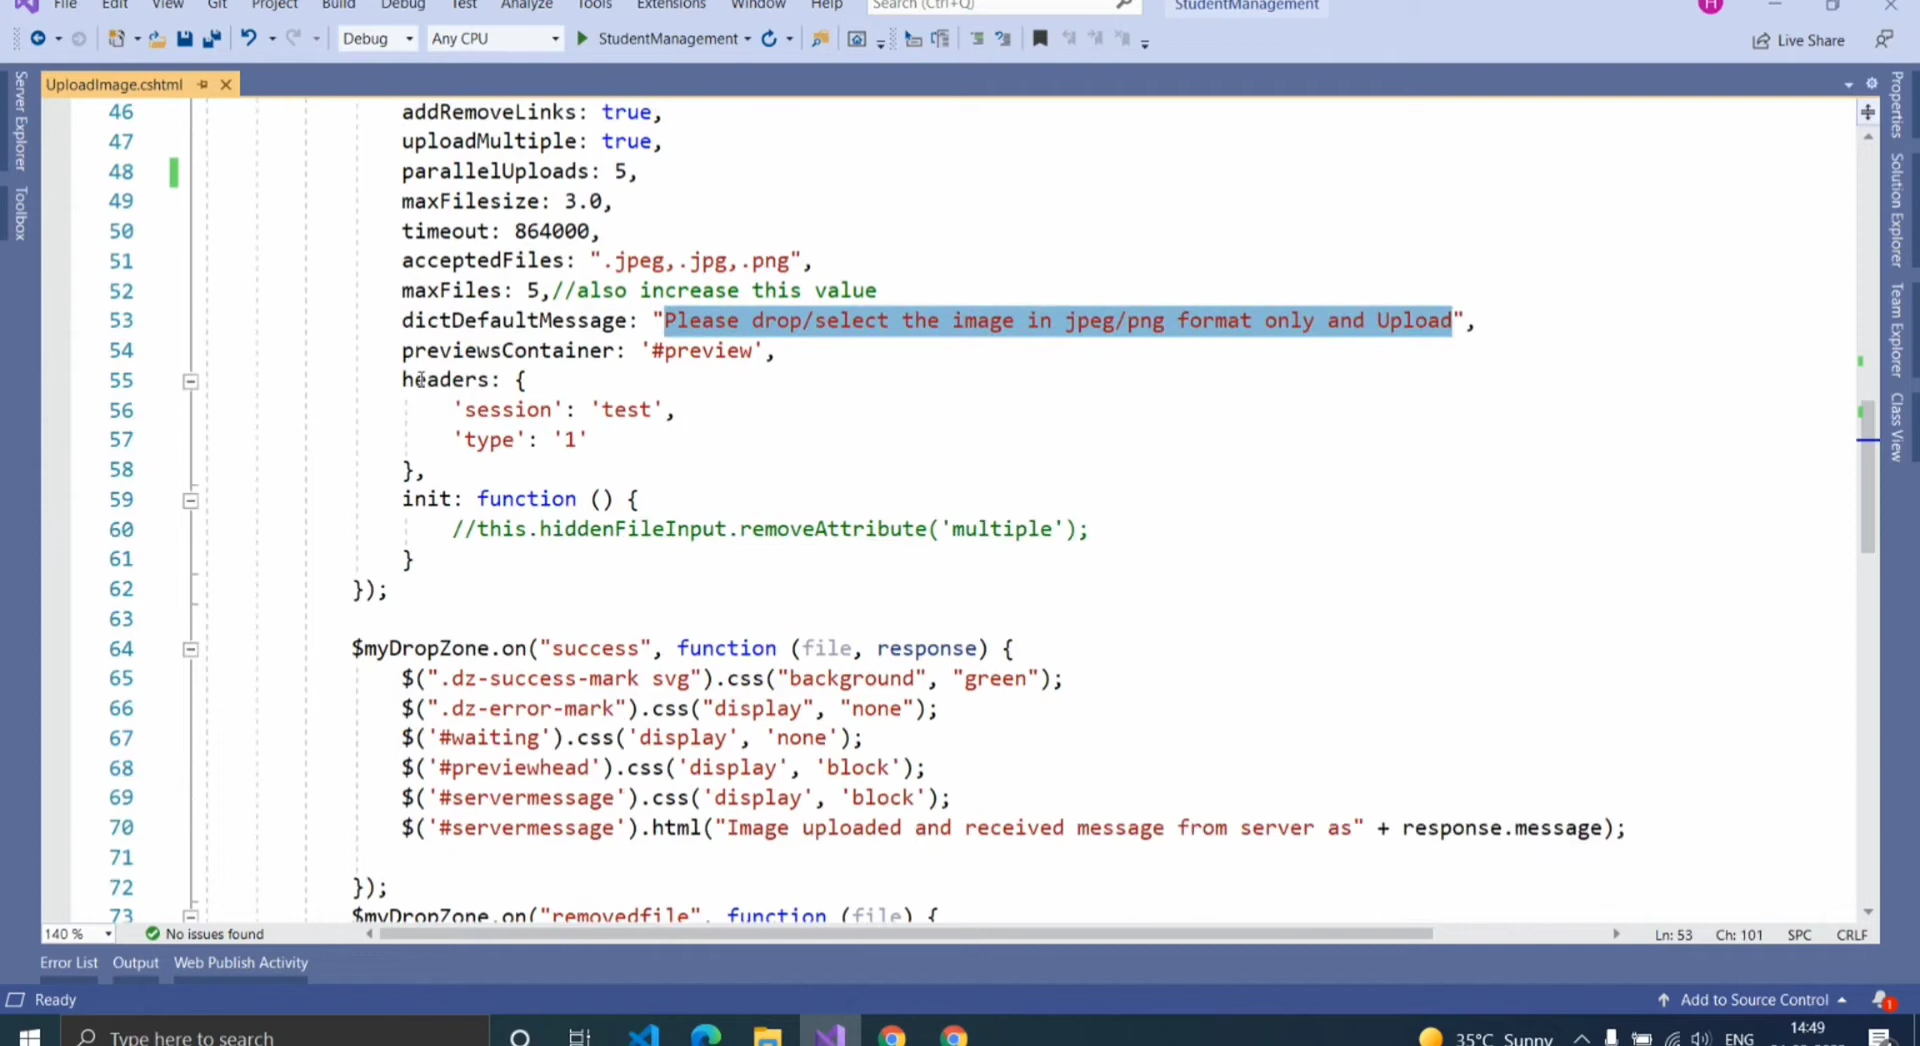 File Edit View Git Project Build Debug Test Analyze Tools Extensions Window Help Search (Ctrl+Q) StudentManagement H
Debug Any CPU StudentManagement Live Share
UploadImage.cshtml
Server Explorer
Toolbox
Properties
Solution Explorer
Team Explorer
Class View
46 addRemoveLinks: true,
47 uploadMultiple: true,
48 parallelUploads: 5,
49 maxFilesize: 3.0,
50 timeout: 864000,
51 acceptedFiles: ".jpeg,.jpg,.png",
52 maxFiles: 5,//also increase this value
53 dictDefaultMessage: "Please drop/select the image in jpeg/png format only and Upload",
54 previewsContainer: '#preview',
55 headers: {
56 'session': 'test',
57 'type': '1'
58 },
59 init: function () {
60 //this.hiddenFileInput.removeAttribute('multiple');
61 }
62 });
63
64 $myDropZone.on("success", function (file, response) {
65 $(".dz-success-mark svg").css("background", "green");
66 $(".dz-error-mark").css("display", "none");
67 $('#waiting').css('display', 'none');
68 $('#previewhead').css('display', 'block');
69 $('#servermessage').css('display', 'block');
70 $('#servermessage').html("Image uploaded and received message from server as" + response.message);
71
72 });
73 $myDropZone.on("removedfile", function (file) {
140 % No issues found Ln: 53 Ch: 101 SPC CRLF
Error List Output Web Publish Activity
Ready Add to Source Control 1
Type here to search 35°C Sunny ENG 14:49